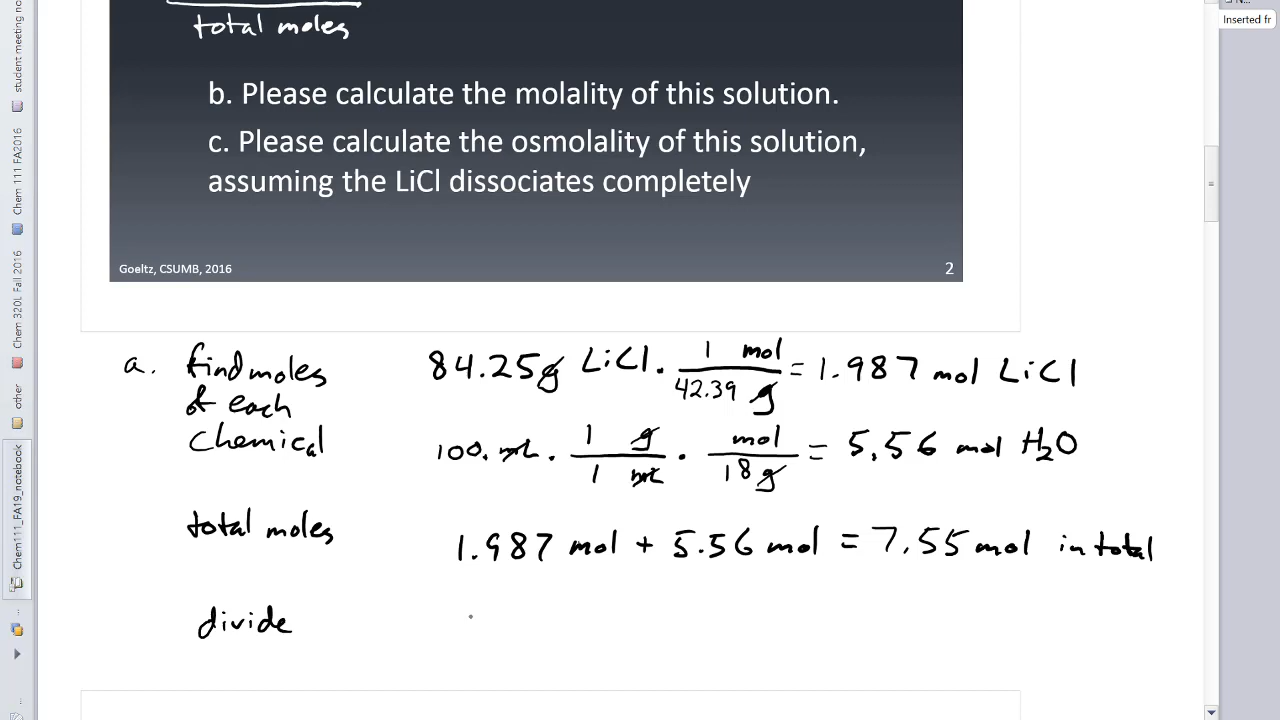 total moles
b. Please calculate the molality of this solution.
c. Please calculate the osmolality of this solution,
assuming the LiCl dissociates completely
Goeltz, CSUMB, 2016
2
Inserted fr
N...
student meeting no
Chem 111 FA2016
Chem 320L Fall 2016
cder
Chem111_FA19_notebook
...
...
a. find moles of each chemical
84.25g LiCl · 1 mol / 42.39 g = 1.987 mol LiCl
100. mL · 1 g / 1 mL · mol / 18g = 5.56 mol H₂O
total moles 1.987 mol + 5.56 mol = 7.55 mol in total
divide